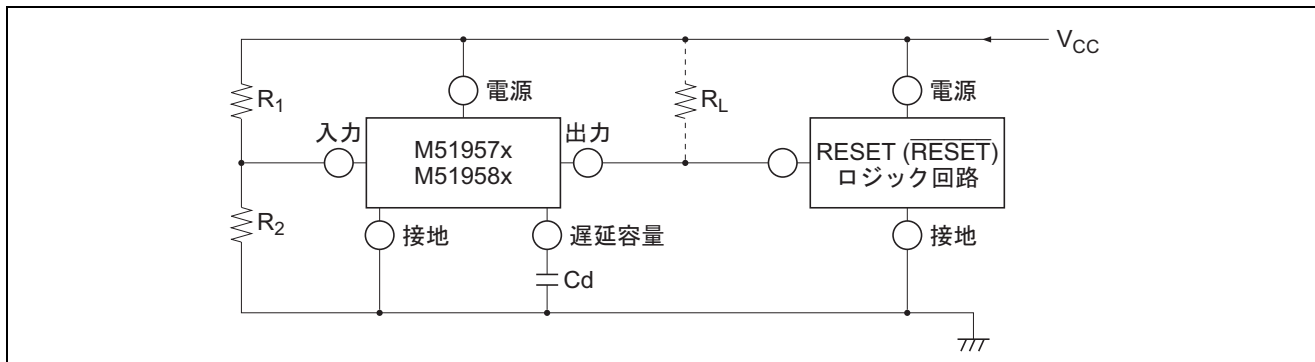 VCC
R1
電源
RL
電源
入力
M51957x
M51958x
出力
RESET (RESET)
ロジック回路
R2
接地
遅延容量
接地
Cd